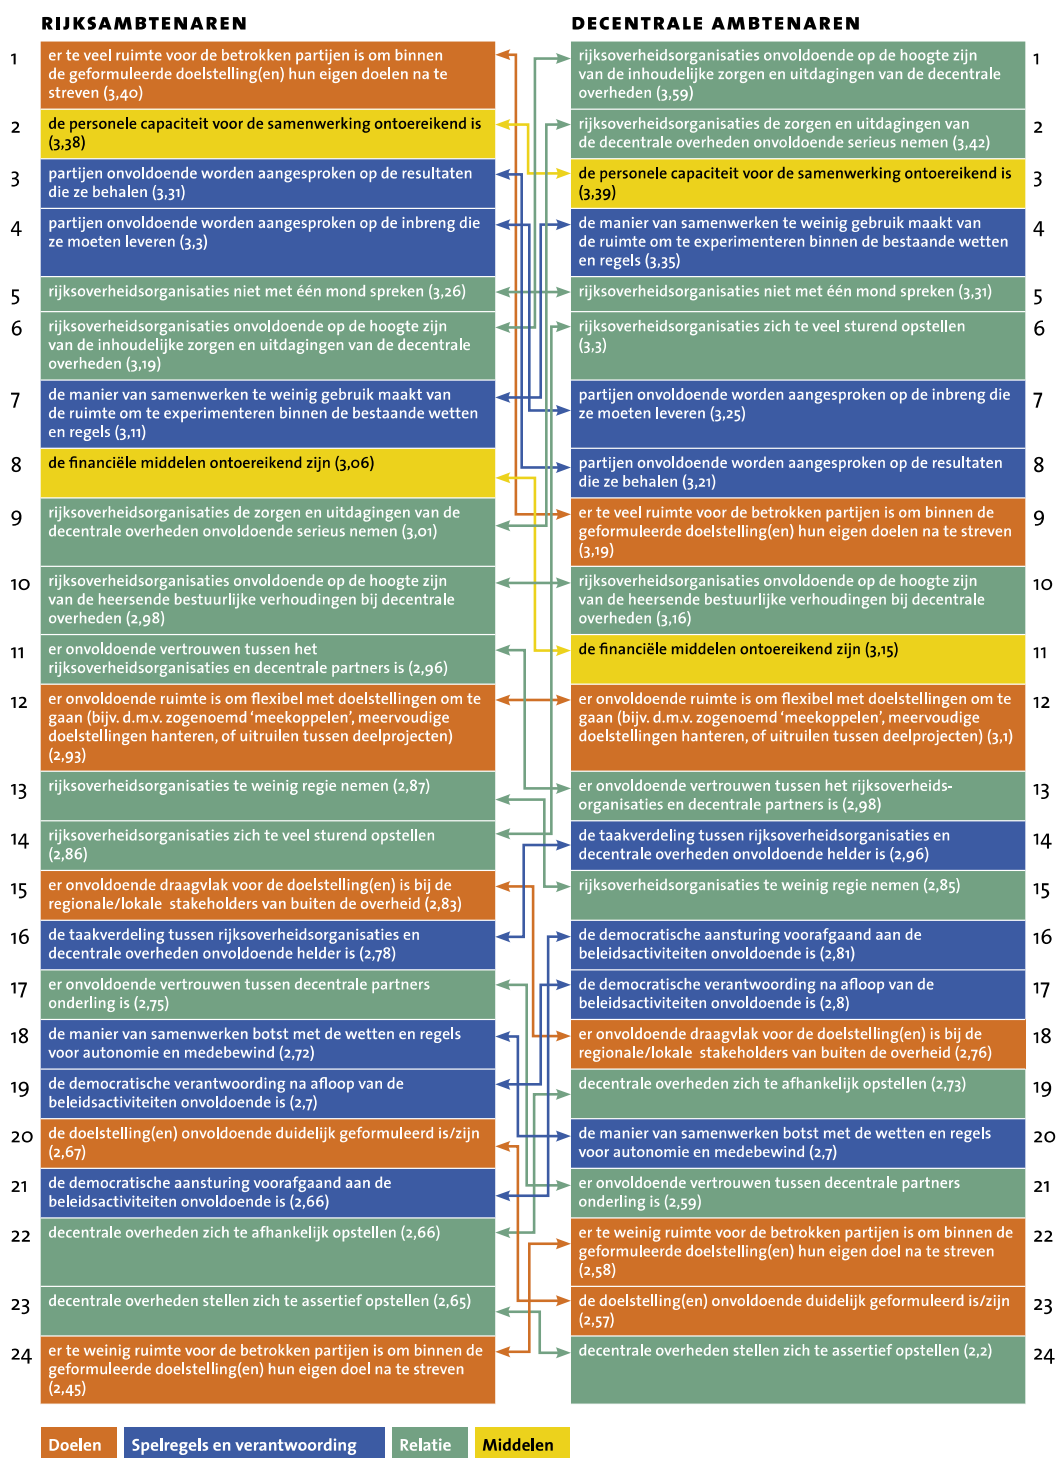 RIJKSAMBTENAREN
1
er te veel ruimte voor de betrokken partijen is om binnen
de geformuleerde doelstelling(en) hun eigen doelen na te
streven (3,40)
2
de personele capaciteit voor de samenwerking ontoereikend is
(3,38)
3
partijen onvoldoende worden aangesproken op de resultaten
die ze behalen (3,31)
4
partijen onvoldoende worden aangesproken op de inbreng die
ze moeten leveren (3,3)
5
rijksoverheidsorganisaties niet met één mond spreken (3,26)
6
rijksoverheidsorganisaties onvoldoende op de hoogte zijn
van de inhoudelijke zorgen en uitdagingen van de decentrale
overheden (3,19)
7
de manier van samenwerken te weinig gebruik maakt van
de ruimte om te experimenteren binnen de bestaande wetten
en regels (3,11)
8
de financiële middelen ontoereikend zijn (3,06)
9
rijksoverheidsorganisaties de zorgen en uitdagingen van de
decentrale overheden onvoldoende serieus nemen (3,01)
10
rijksoverheidsorganisaties onvoldoende op de hoogte zijn
van de heersende bestuurlijke verhoudingen bij decentrale
overheden (2,98)
11
er onvoldoende vertrouwen tussen het
rijksoverheidsorganisaties en decentrale partners is (2,96)
12
er onvoldoende ruimte is om flexibel met doelstellingen om te
gaan (bijv. d.m.v. zogenoemd ‘meekoppelen’, meervoudige
doelstellingen hanteren, of uitruilen tussen deelprojecten)
(2,93)
13
rijksoverheidsorganisaties te weinig regie nemen (2,87)
14
rijksoverheidsorganisaties zich te veel sturend opstellen
(2,86)
15
er onvoldoende draagvlak voor de doelstelling(en) is bij de
regionale/lokale stakeholders van buiten de overheid (2,83)
16
de taakverdeling tussen rijksoverheidsorganisaties en
decentrale overheden onvoldoende helder is (2,78)
17
er onvoldoende vertrouwen tussen decentrale partners
onderling is (2,75)
18
de manier van samenwerken botst met de wetten en regels
voor autonomie en medebewind (2,72)
19
de democratische verantwoording na afloop van de
beleidsactiviteiten onvoldoende is (2,7)
20
de doelstelling(en) onvoldoende duidelijk geformuleerd is/zijn
(2,67)
21
de democratische aansturing voorafgaand aan de
beleidsactiviteiten onvoldoende is (2,66)
22
decentrale overheden zich te afhankelijk opstellen (2,66)
23
decentrale overheden stellen zich te assertief opstellen (2,65)
24
er te weinig ruimte voor de betrokken partijen is om binnen de
geformuleerde doelstelling(en) hun eigen doel na te streven
(2,45)
DECENTRALE AMBTENAREN
rijksoverheidsorganisaties onvoldoende op de hoogte zijn
van de inhoudelijke zorgen en uitdagingen van de decentrale
overheden (3,59)
1
rijksoverheidsorganisaties de zorgen en uitdagingen van
de decentrale overheden onvoldoende serieus nemen (3,42)
2
de personele capaciteit voor de samenwerking ontoereikend is
(3,39)
3
de manier van samenwerken te weinig gebruik maakt van
de ruimte om te experimenteren binnen de bestaande wetten
en regels (3,35)
4
rijksoverheidsorganisaties niet met één mond spreken (3,31)
5
rijksoverheidsorganisaties zich te veel sturend opstellen
(3,3)
6
partijen onvoldoende worden aangesproken op de inbreng die
ze moeten leveren (3,25)
7
partijen onvoldoende worden aangesproken op de resultaten
die ze behalen (3,21)
8
er te veel ruimte voor de betrokken partijen is om binnen de
geformuleerde doelstelling(en) hun eigen doelen na te streven
(3,19)
9
rijksoverheidsorganisaties onvoldoende op de hoogte zijn
van de heersende bestuurlijke verhoudingen bij decentrale
overheden (3,16)
10
de financiële middelen ontoereikend zijn (3,15)
11
er onvoldoende ruimte is om flexibel met doelstellingen om te
gaan (bijv. d.m.v. zogenoemd ‘meekoppelen’, meervoudige
doelstellingen hanteren, of uitruilen tussen deelprojecten) (3,1)
12
er onvoldoende vertrouwen tussen het rijksoverheids-
organisaties en decentrale partners is (2,98)
13
de taakverdeling tussen rijksoverheidsorganisaties en
decentrale overheden onvoldoende helder is (2,96)
14
rijksoverheidsorganisaties te weinig regie nemen (2,85)
15
de democratische aansturing voorafgaand aan de
beleidsactiviteiten onvoldoende is (2,81)
16
de democratische verantwoording na afloop van de
beleidsactiviteiten onvoldoende is (2,8)
17
er onvoldoende draagvlak voor de doelstelling(en) is bij de
regionale/lokale stakeholders van buiten de overheid (2,76)
18
decentrale overheden zich te afhankelijk opstellen (2,73)
19
de manier van samenwerken botst met de wetten en regels
voor autonomie en medebewind (2,7)
20
er onvoldoende vertrouwen tussen decentrale partners
onderling is (2,59)
21
er te weinig ruimte voor de betrokken partijen is om binnen de
geformuleerde doelstelling(en) hun eigen doel na te streven
(2,58)
22
de doelstelling(en) onvoldoende duidelijk geformuleerd is/zijn
(2,57)
23
decentrale overheden stellen zich te assertief opstellen (2,2)
24
Doelen
Spelregels en verantwoording
Relatie
Middelen